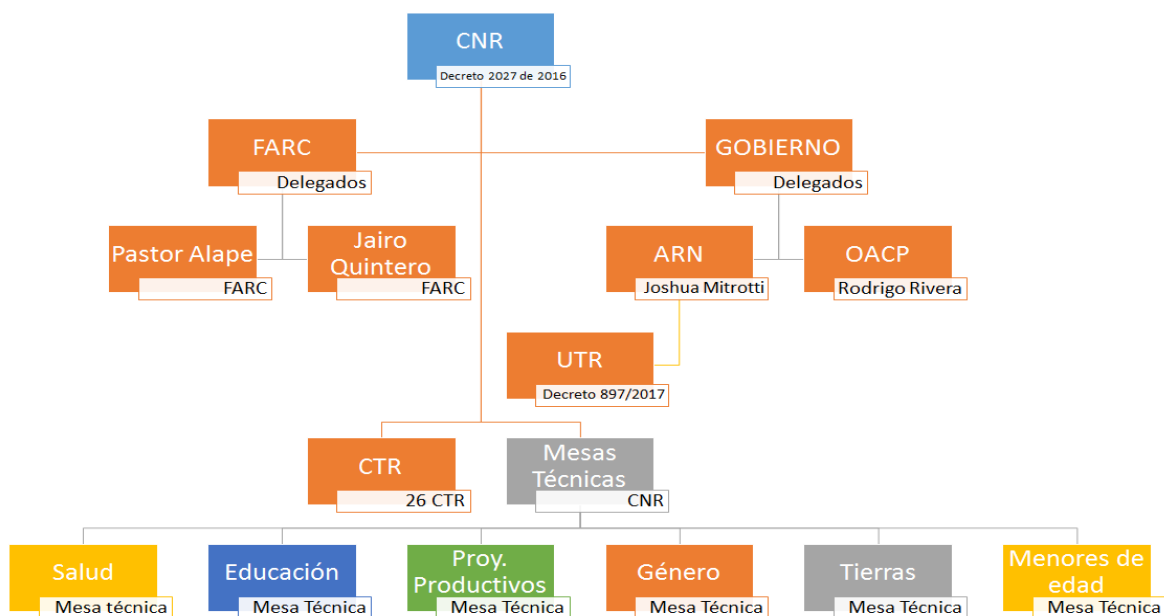 CNR
Decreto 2027 de 2016
FARC
Delegados
GOBIERNO
Delegados
Pastor Alape
FARC
Jairo
Quintero
FARC
ARN
Joshua Mitrotti
OACP
Rodrigo Rivera
UTR
Decreto 897/2017
CTR
26 CTR
Mesas
Técnicas
CNR
Salud
Mesa técnica
Educación
Mesa Técnica
Proy.
Productivos
Mesa Técnica
Género
Mesa Técnica
Tierras
Mesa Técnica
Menores de
edad
Mesa Técnica